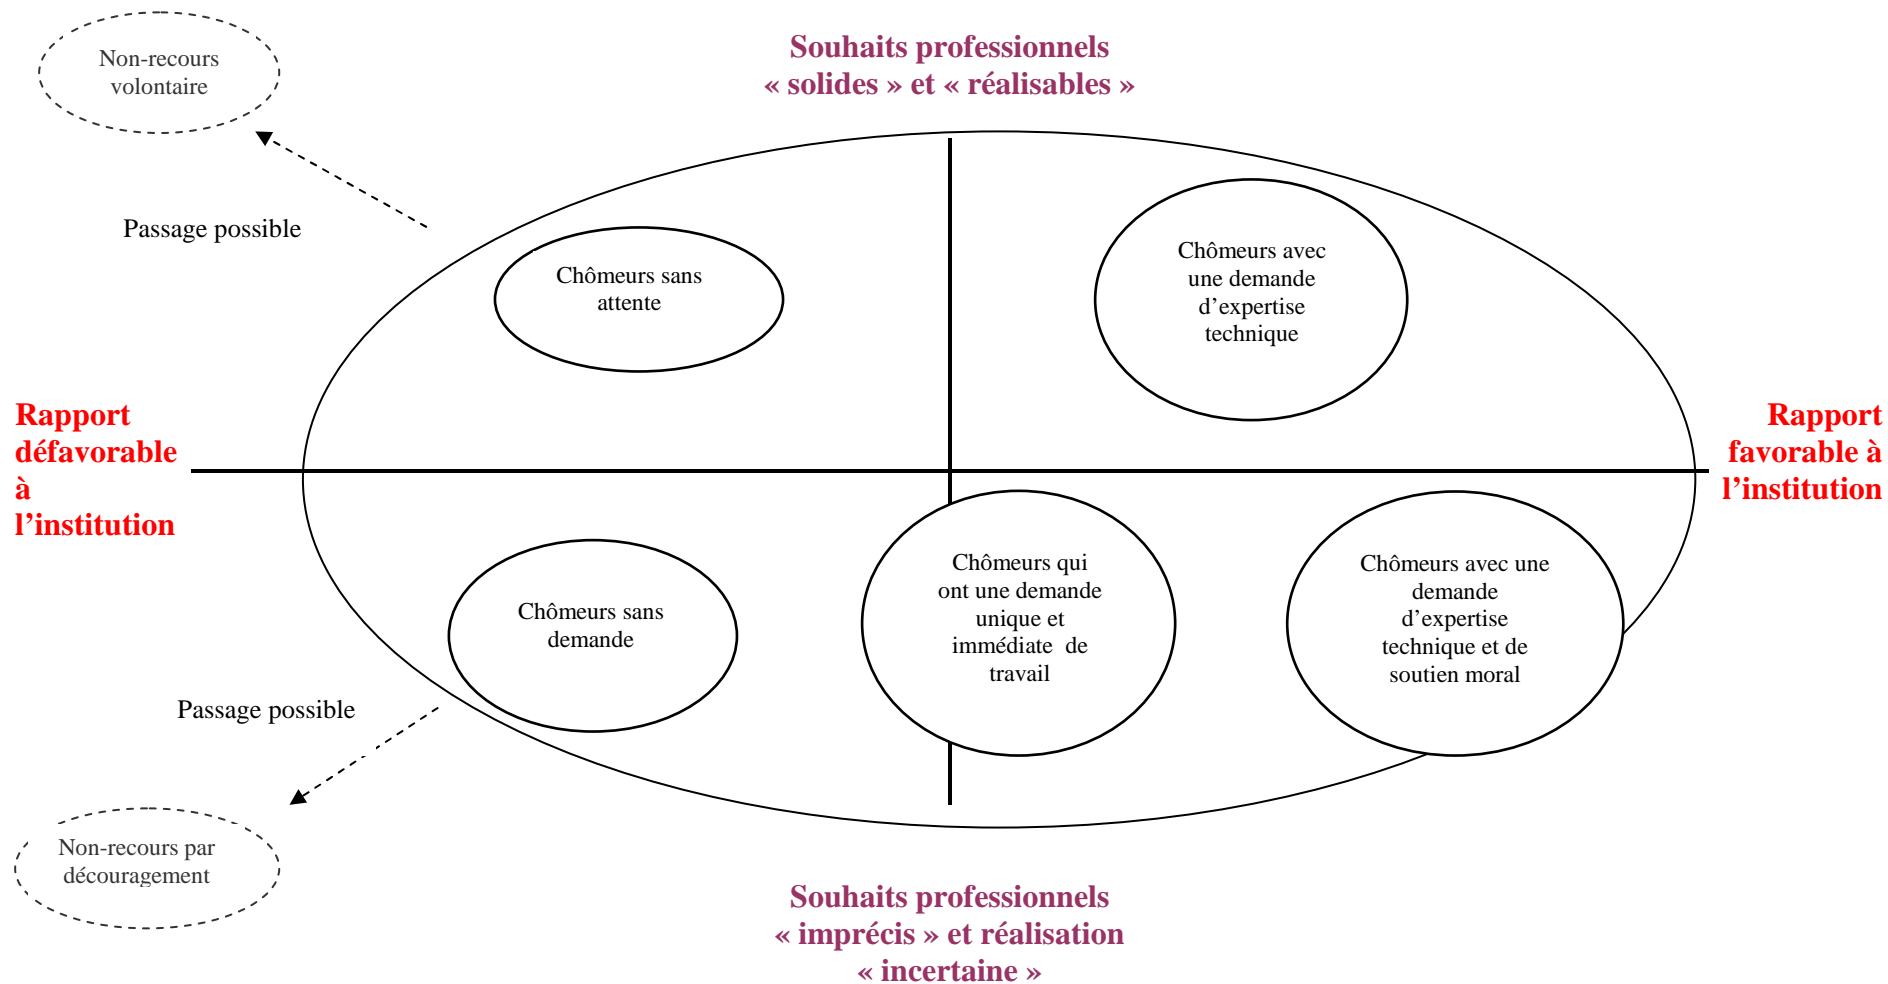 Non-recours
volontaire
Souhaits professionnels
« solides » et « réalisables »
Passage possible
Chômeurs sans
attente
Chômeurs avec
une demande
d’expertise
technique
Rapport
défavorable
à
l’institution
Rapport
favorable à
l’institution
Chômeurs sans
demande
Chômeurs qui
ont une demande
unique et
immédiate  de
travail
Chômeurs avec une
demande
d’expertise
technique et de
soutien moral
Passage possible
Non-recours par
découragement
Souhaits professionnels
« imprécis » et réalisation
« incertaine »